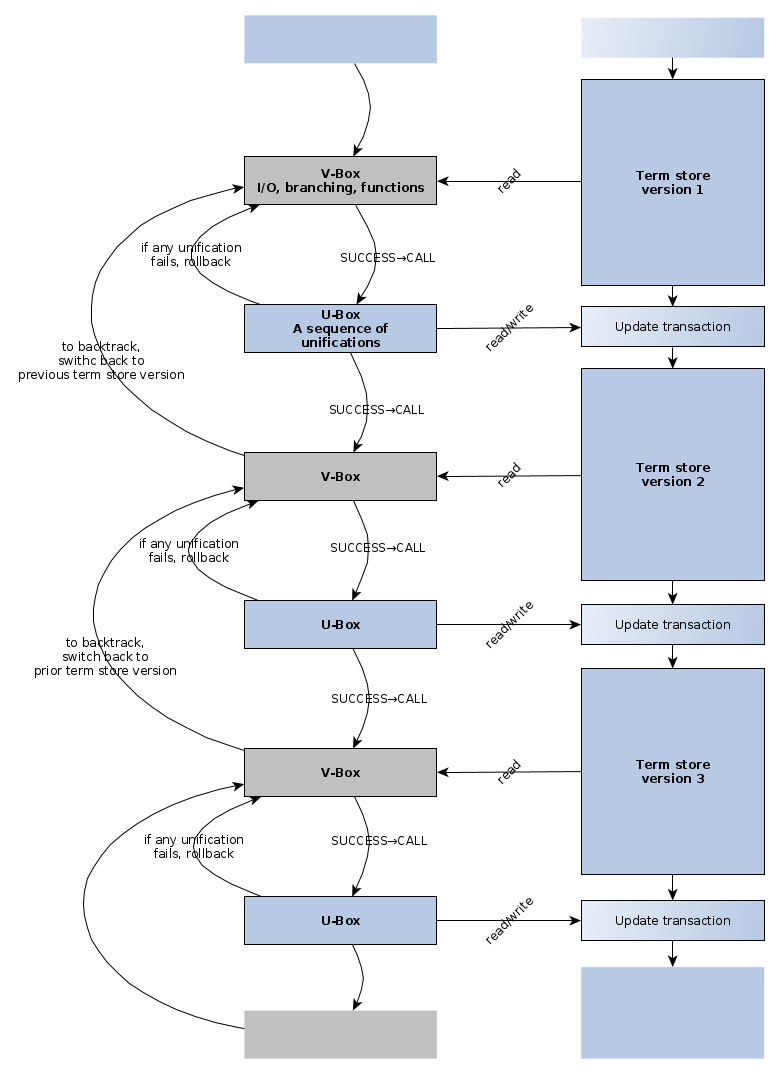 V-Box
I/O, branching, functions
Term store
version 1
read
if any unification
fails, rollback
SUCCESS→CALL
U-Box
A sequence of
unifications
read/write
Update transaction
to backtrack,
swithc back to
previous term store version
SUCCESS→CALL
V-Box
read
Term store
version 2
if any unification
fails, rollback
SUCCESS→CALL
U-Box
read/write
Update transaction
to backtrack,
switch back to
prior term store version
SUCCESS→CALL
V-Box
read
Term store
version 3
if any unification
fails, rollback
SUCCESS→CALL
U-Box
read/write
Update transaction